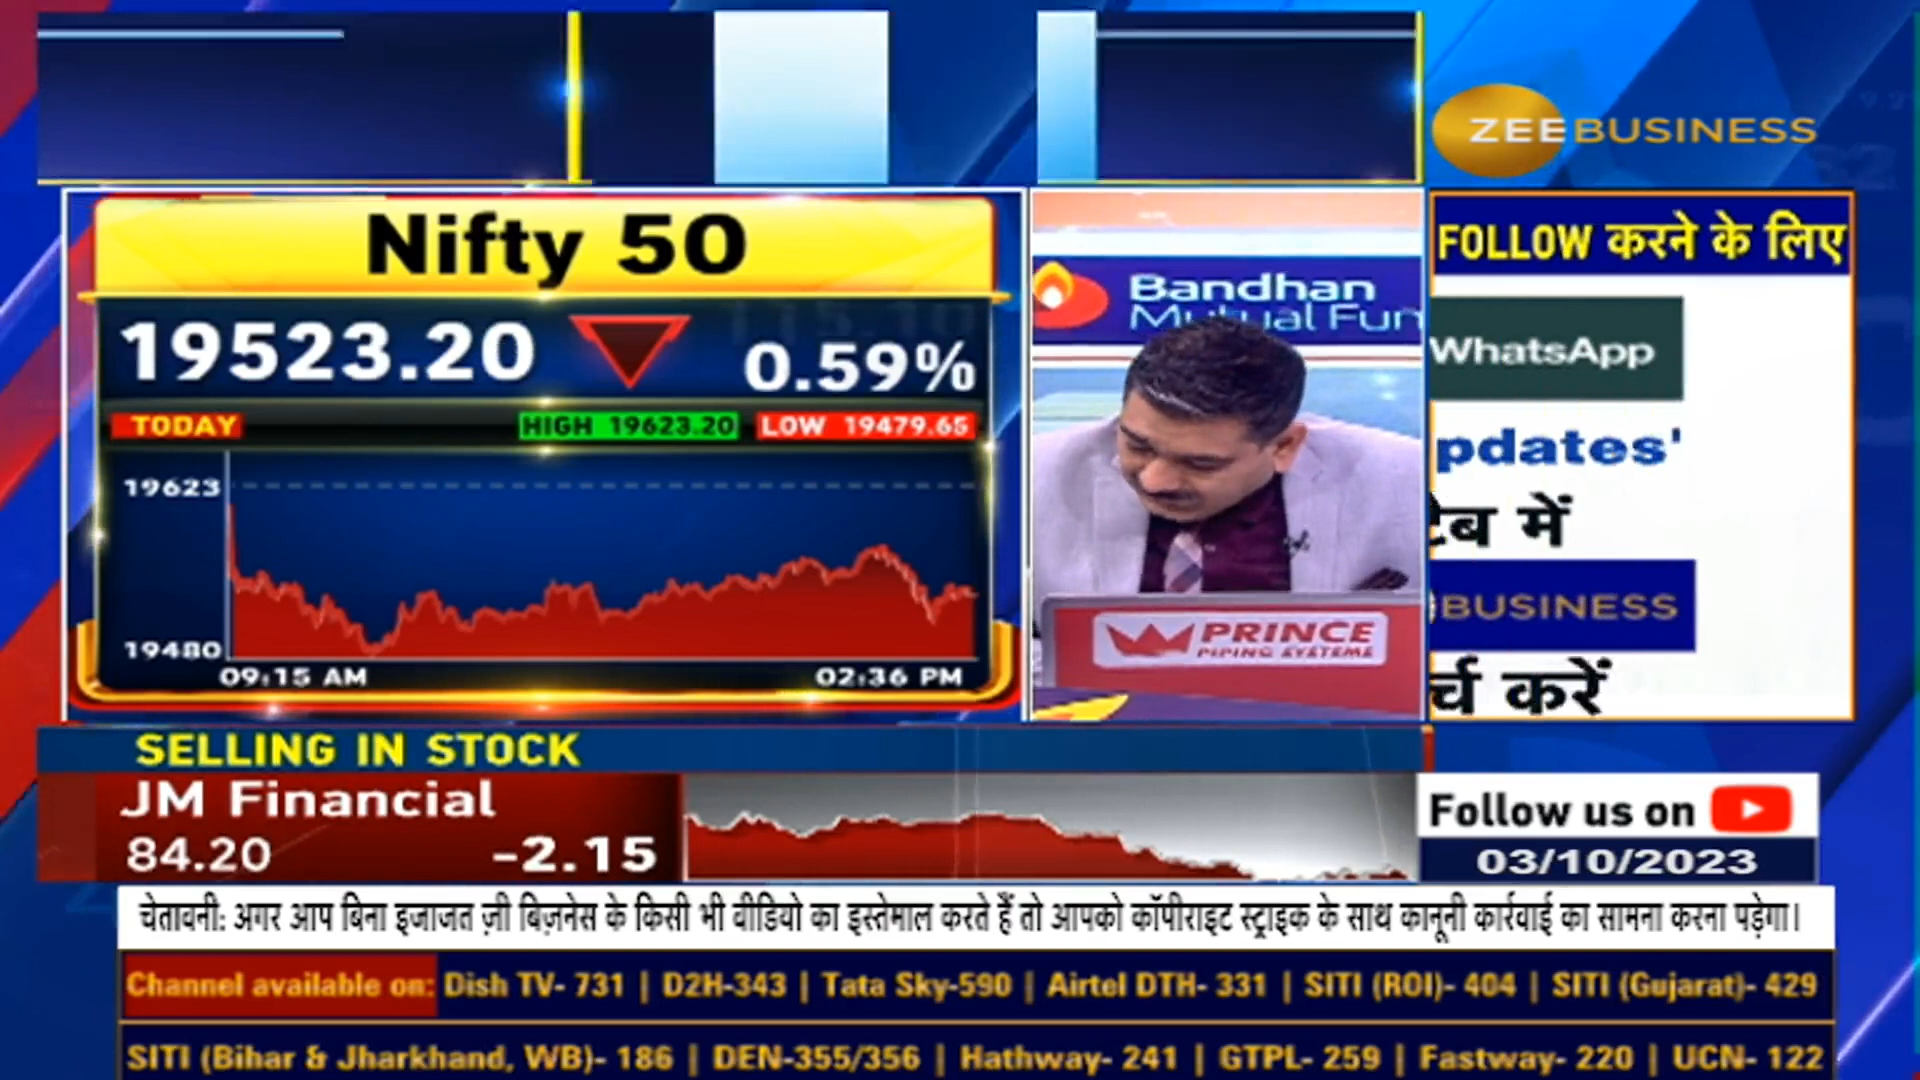 ZEEBUSINESS
Nifty 50
19523.20 0.59%
TODAY HIGH 19623.20 LOW 19479.65
19623
19480
09:15 AM 02:36 PM
Bandhan
Mutual Fun
PRINCE
PIPING SYSTEMS
FOLLOW करने के लिए
WhatsApp
pdates'
टैब में
BUSINESS
र्च करें
SELLING IN STOCK
JM Financial
84.20 -2.15
Follow us on
03/10/2023
चेतावनी: अगर आप बिना इजाजत ज़ी बिज़नेस के किसी भी वीडियो का इस्तेमाल करते हैं तो आपको कॉपीराइट स्ट्राइक के साथ कानूनी कार्रवाई का सामना करना पड़ेगा।
Channel available on: Dish TV- 731 | D2H-343 | Tata Sky-590 | Airtel DTH- 331 | SITI (ROI)- 404 | SITI (Gujarat)- 429
SITI (Bihar & Jharkhand, WB)- 186 | DEN-355/356 | Hathway- 241 | GTPL- 259 | Fastway- 220 | UCN- 122